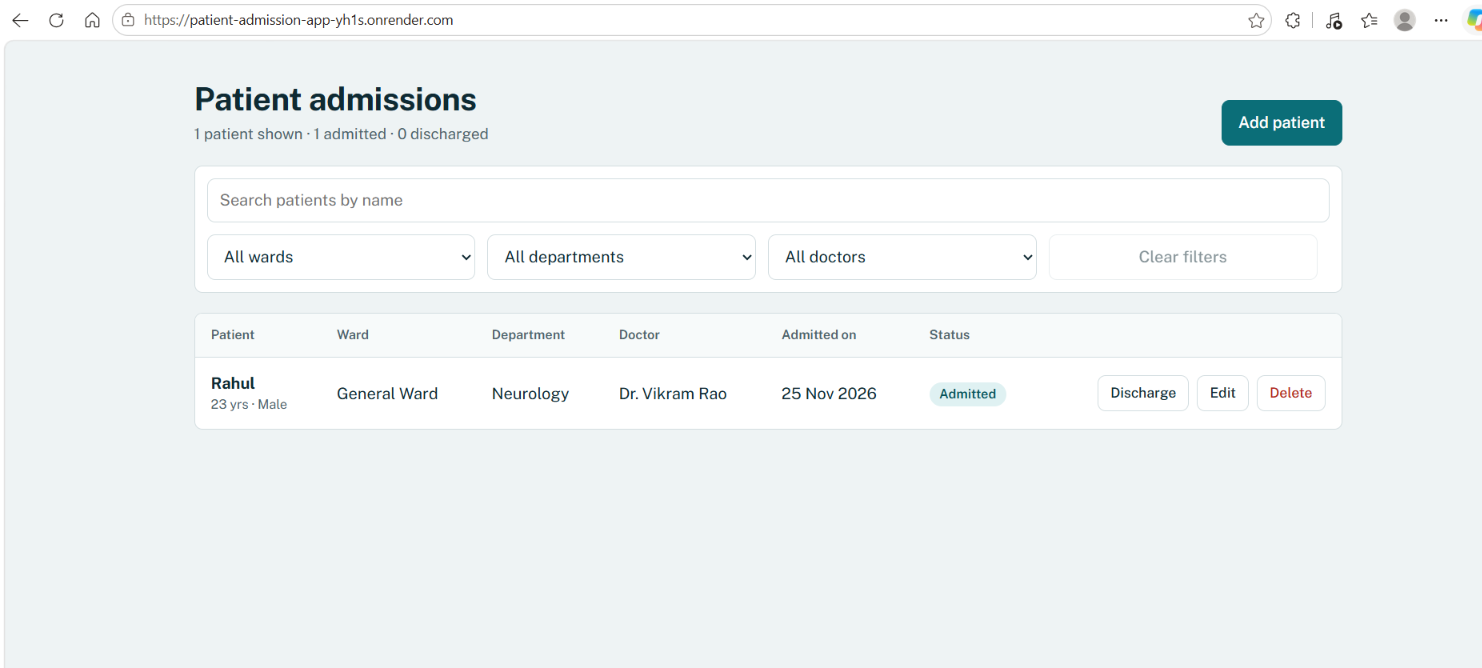 https://patient-admission-app-yh1s.onrender.com
Patient admissions
1 patient shown · 1 admitted · 0 discharged
Add patient
Search patients by name
All wards
All departments
All doctors
Clear filters
Patient Ward Department Doctor Admitted on Status
Rahul
23 yrs · Male
General Ward Neurology Dr. Vikram Rao 25 Nov 2026 Admitted Discharge Edit Delete